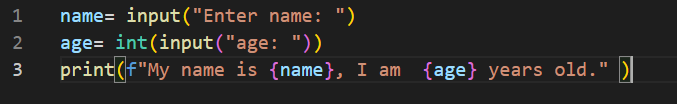 1 name= input("Enter name: ")
2 age= int(input("age: "))
3 print(f"My name is {name}, I am  {age} years old." )